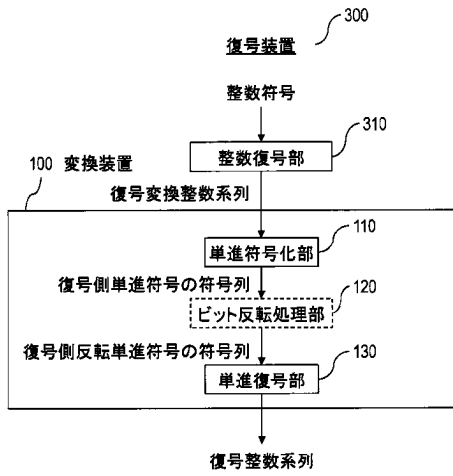 300
復号装置
整数符号
310
整数復号部
100 変換装置
復号変換整数系列
110
単進符号化部
復号側単進符号の符号列
120
ビット反転処理部
復号側反転単進符号の符号列
130
単進復号部
復号整数系列